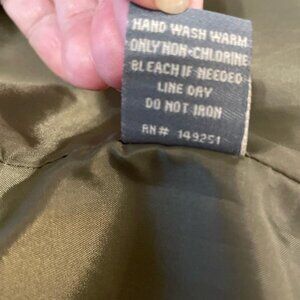 HAND WASH WARM
ONLY NON-CHLORINE
BLEACH IF NEEDED
LINE DRY
DO NOT IRON
RN# 149251